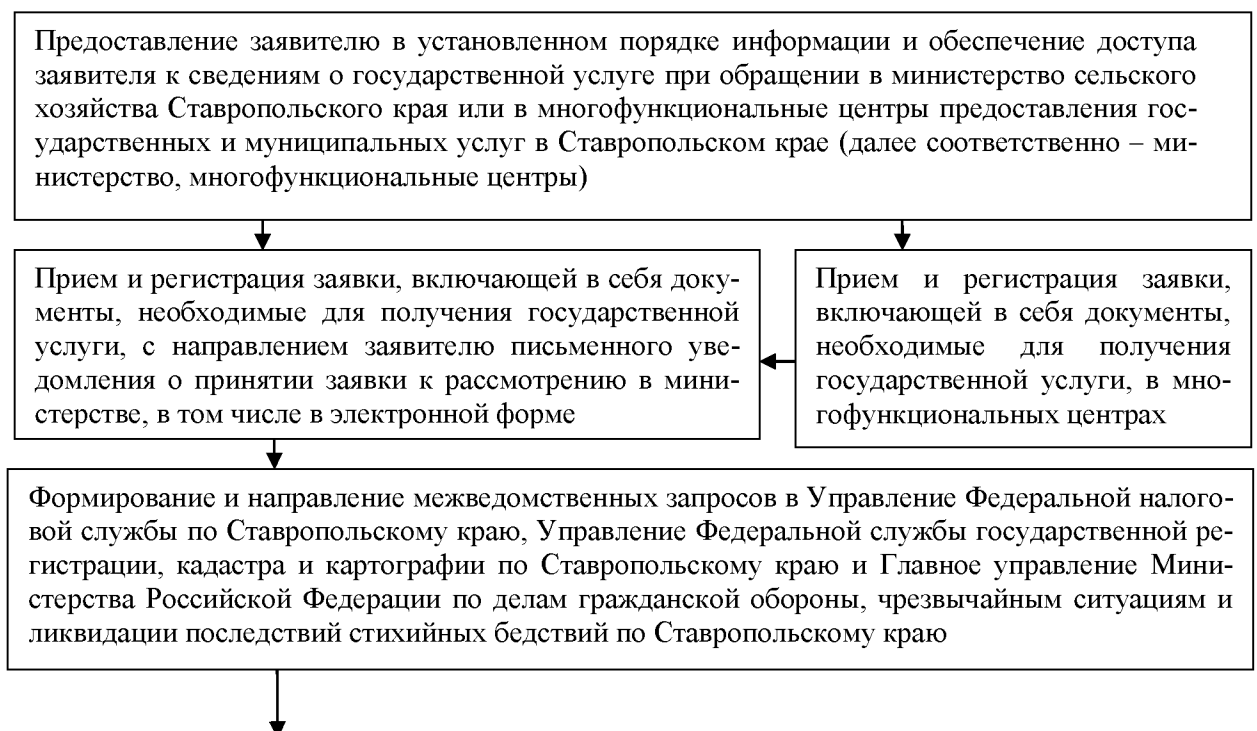 Предоставление заявителю в установленном порядке информации и обеспечение доступа
заявителя к сведениям о государственной услуге при обращении в министерство сельского
хозяйства Ставропольского края или в многофункциональные центры предоставления гос-
ударственных и муниципальных услуг в Ставропольском крае (далее соответственно – ми-
нистерство, многофункциональные центры)
Прием и регистрация заявки, включающей в себя доку-
менты, необходимые для получения государственной
услуги, с направлением заявителю письменного уве-
домления о принятии заявки к рассмотрению в мини-
стерстве, в том числе в электронной форме
Прием и регистрация заявки,
включающей в себя документы,
необходимые для получения
государственной услуги, в мно-
гофункциональных центрах
Формирование и направление межведомственных запросов в Управление Федеральной налого-
вой службы по Ставропольскому краю, Управление Федеральной службы государственной ре-
гистрации, кадастра и картографии по Ставропольскому краю и Главное управление Мини-
стерства Российской Федерации по делам гражданской обороны, чрезвычайным ситуациям и
ликвидации последствий стихийных бедствий по Ставропольскому краю